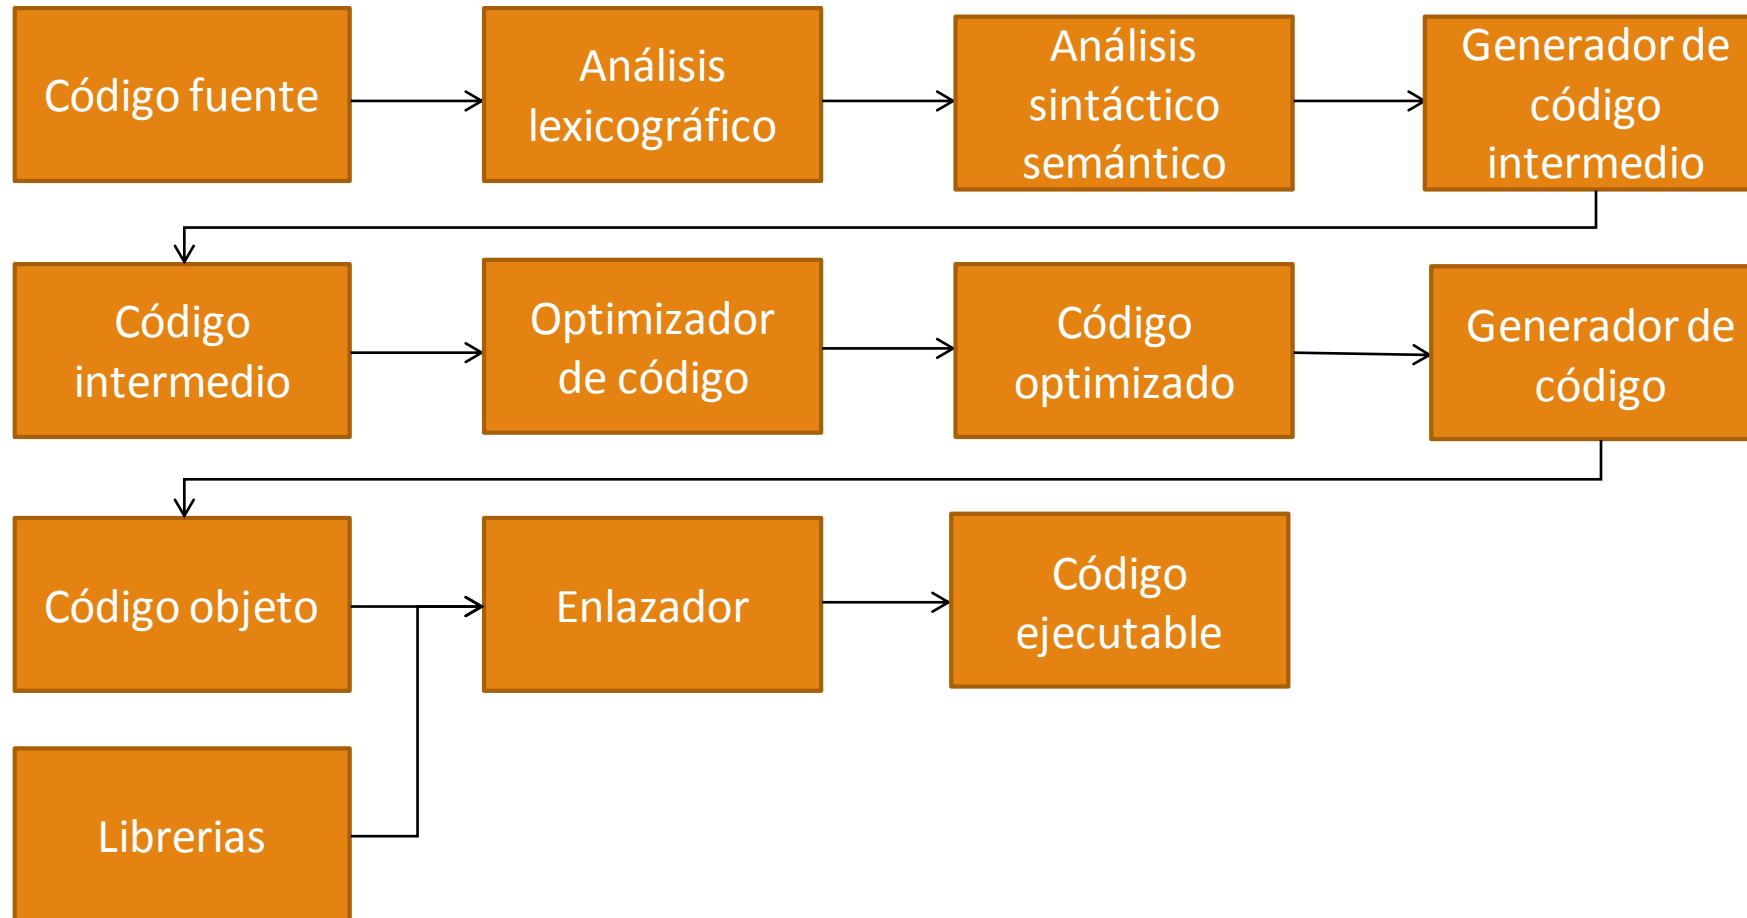 Código fuente
Análisis
lexicográfico
Análisis
sintáctico
semántico
Generador de
código
intermedio
Código
intermedio
Optimizador
de código
Código
optimizado
Generador de
código
Código objeto
Enlazador
Código
ejecutable
Librerias